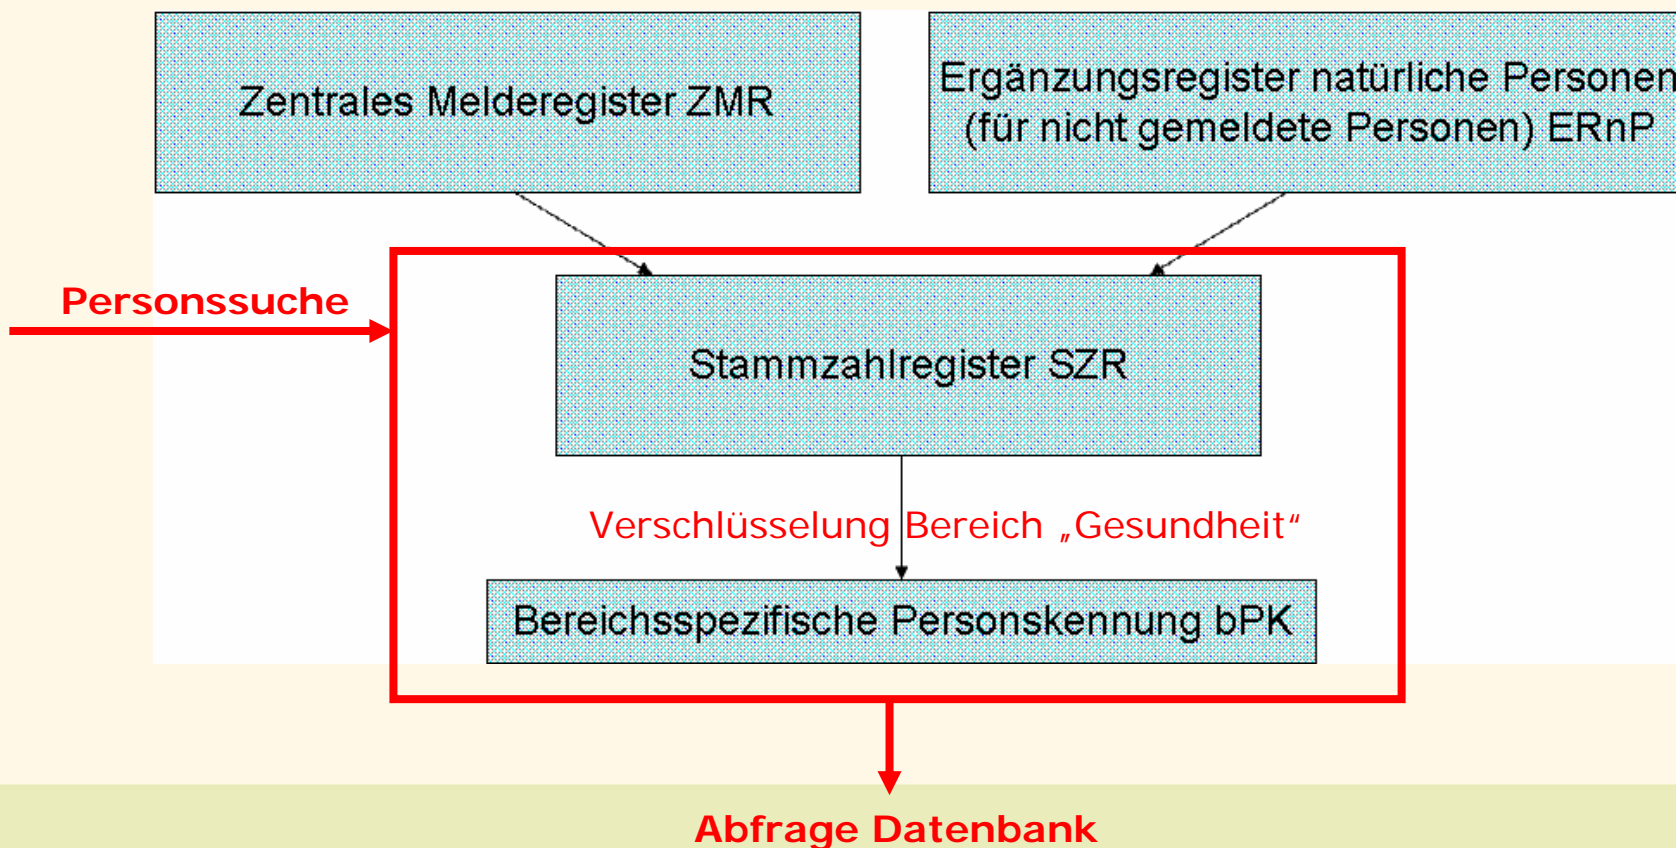 Zentrales Melderegister ZMR
Ergänzungsregister natürliche Personen
(für nicht gemeldete Personen) ERnP
Personssuche
Stammzahlregister SZR
Verschlüsselung Bereich „Gesundheit“
Bereichsspezifische Personskennung bPK
Abfrage Datenbank